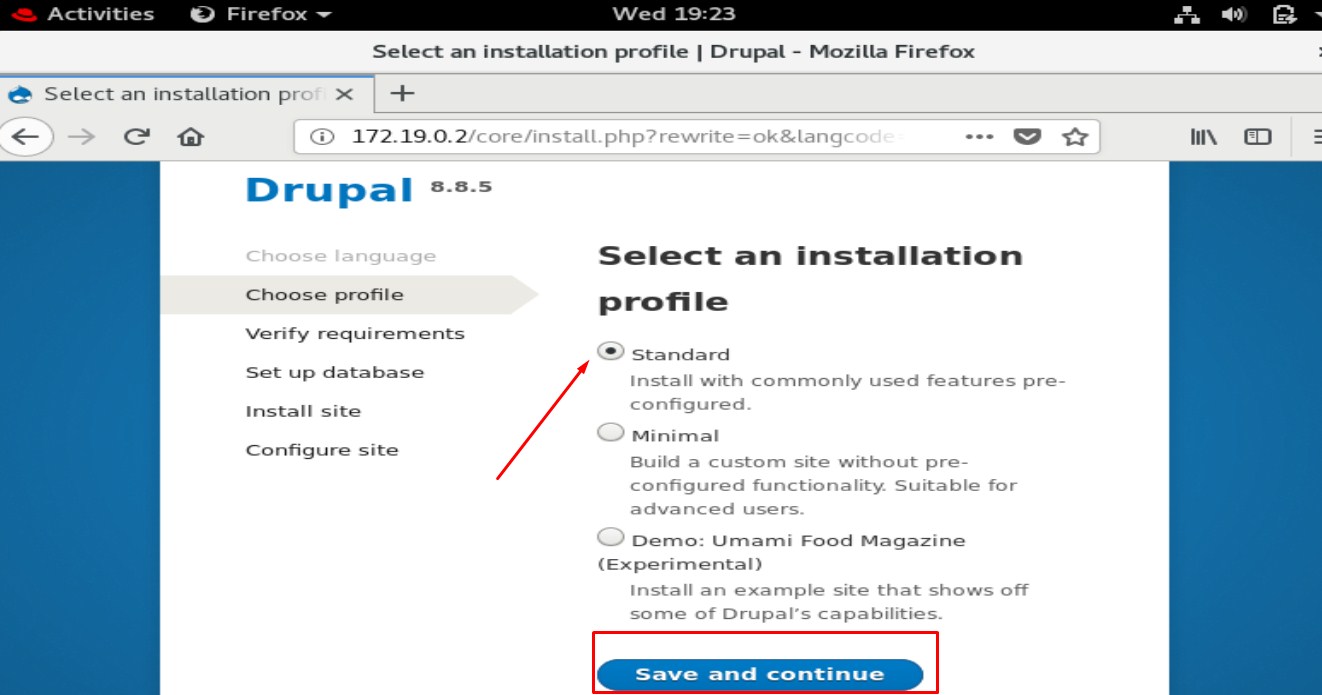 Activities Firefox Wed 19:23
Select an installation profile | Drupal - Mozilla Firefox
Select an installation prof
172.19.0.2/core/install.php?rewrite=ok&langcode
Drupal 8.8.5
Choose language
Choose profile
Verify requirements
Set up database
Install site
Configure site
Select an installation
profile
Standard
Install with commonly used features pre-
configured.
Minimal
Build a custom site without pre-
configured functionality. Suitable for
advanced users.
Demo: Umami Food Magazine
(Experimental)
Install an example site that shows off
some of Drupal's capabilities.
Save and continue